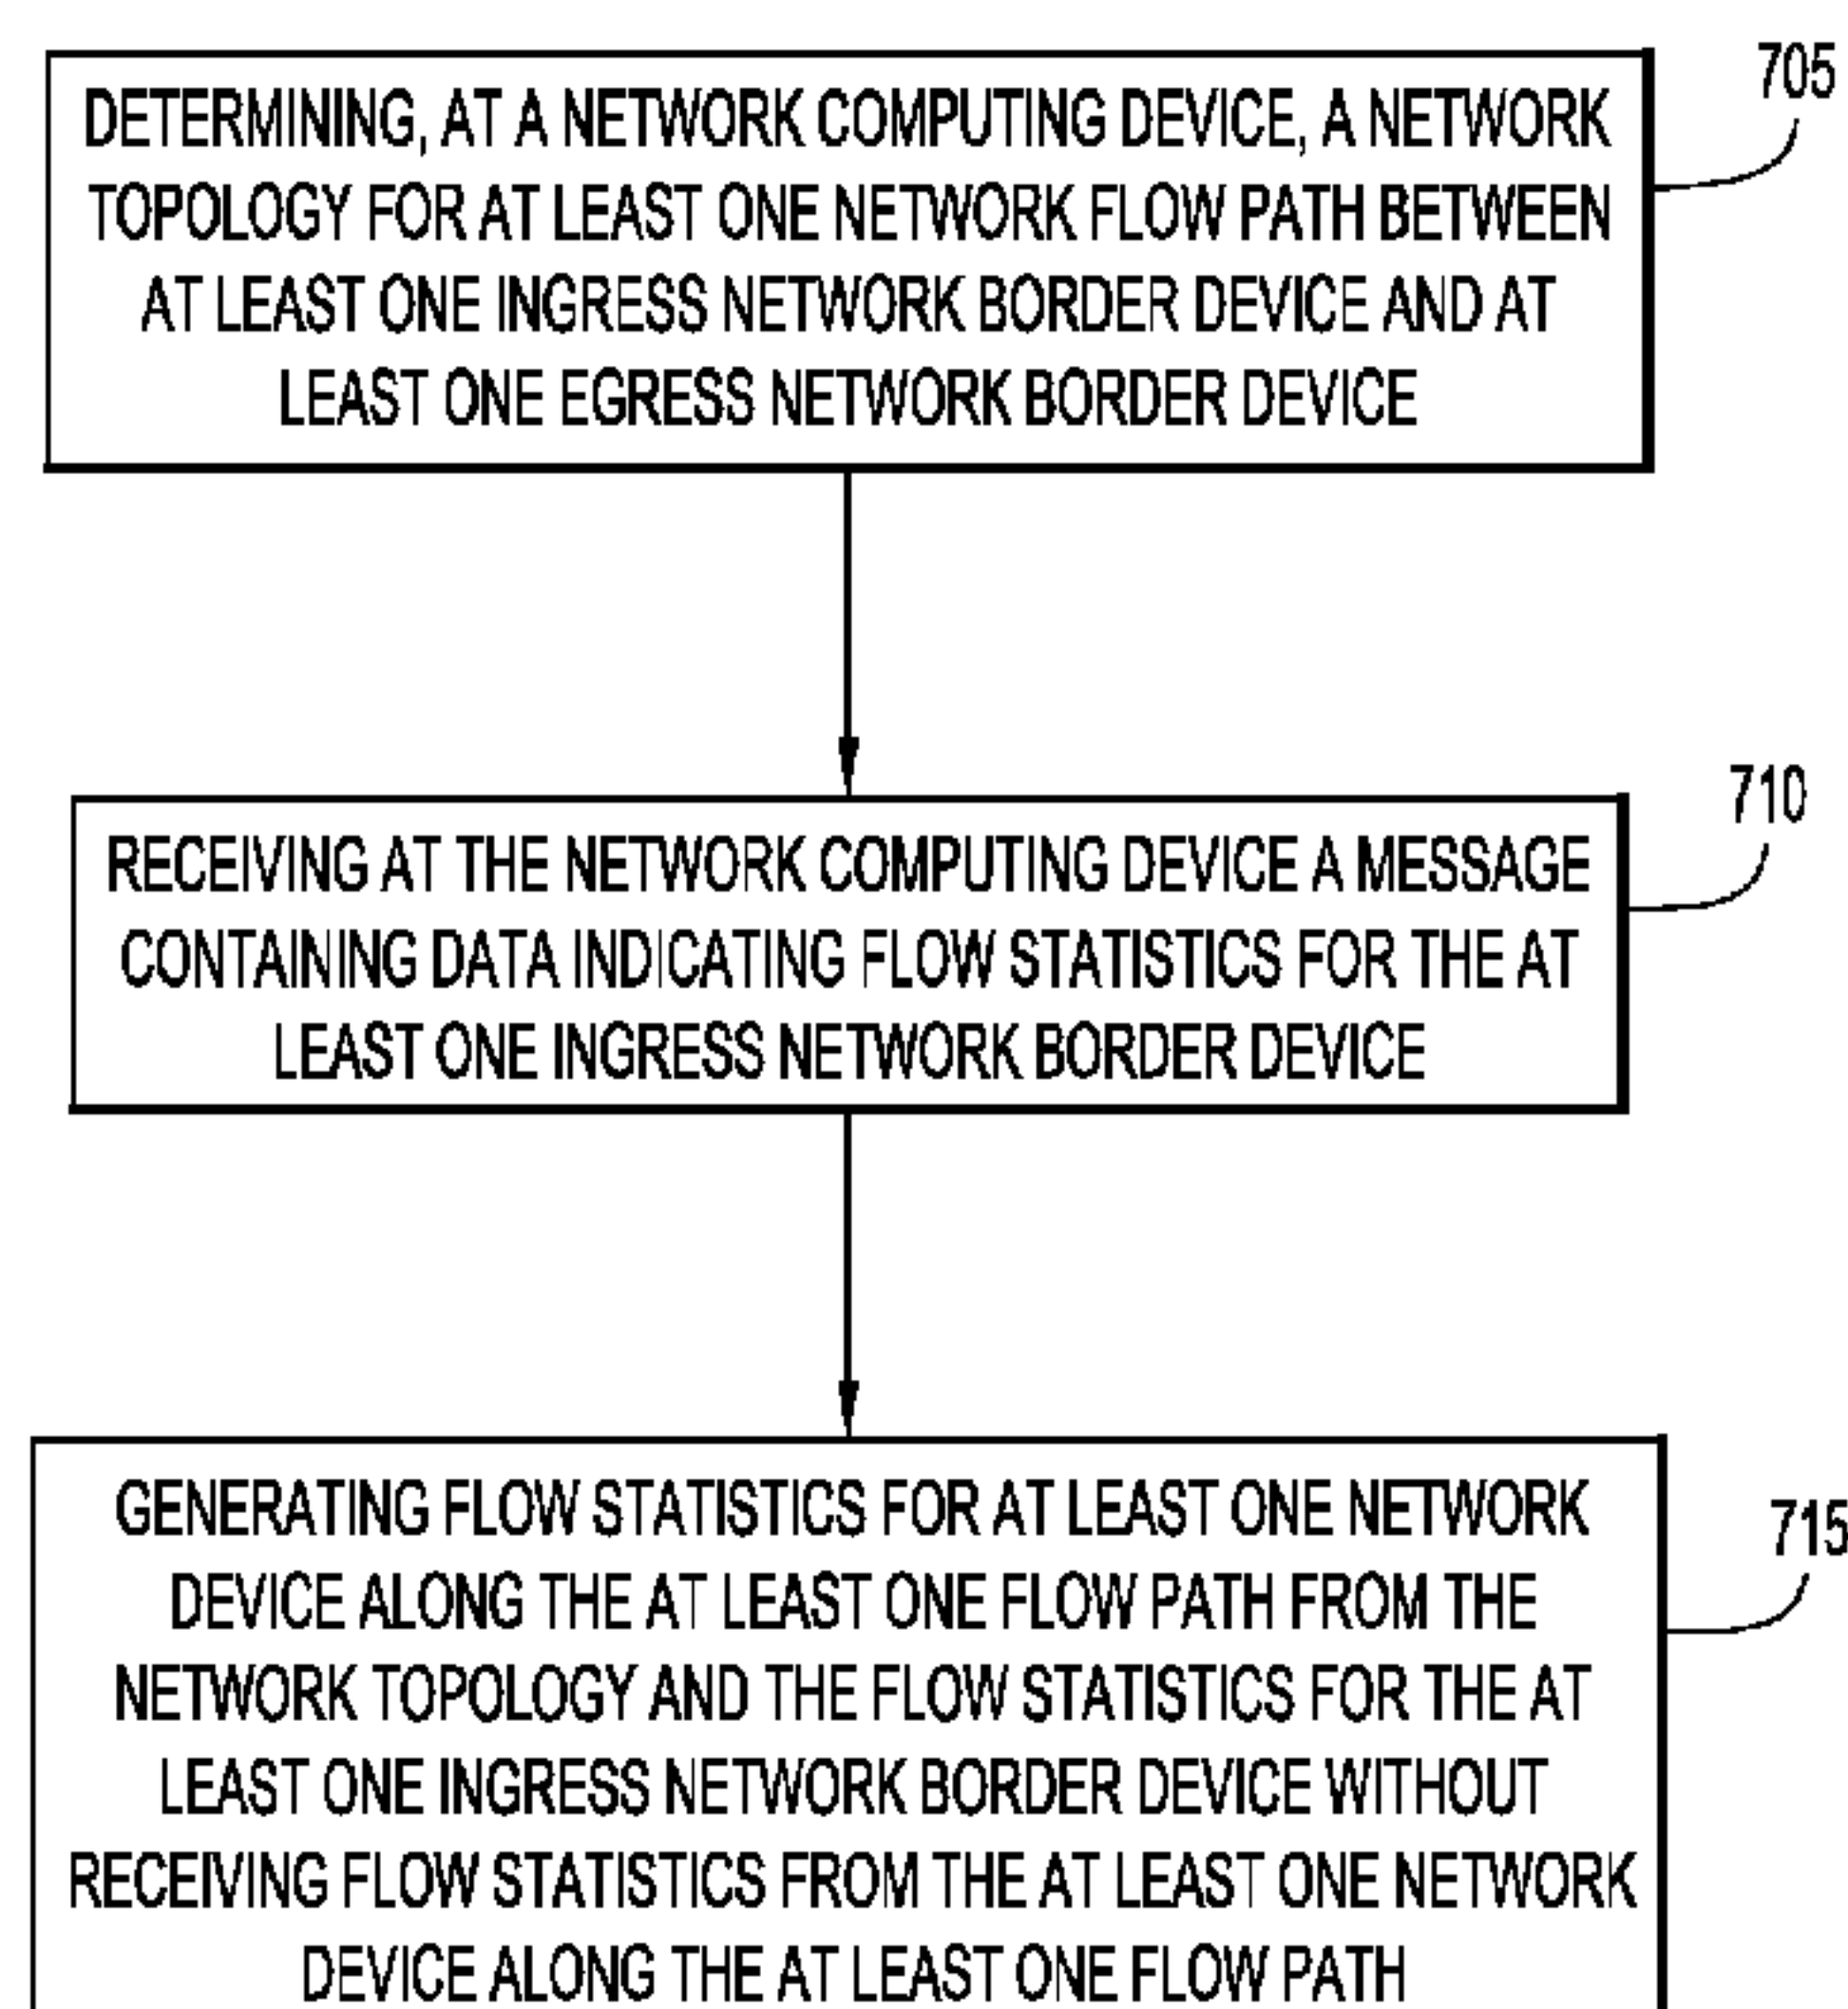 705
DETERMINING, AT A NETWORK COMPUTING DEVICE, A NETWORK
TOPOLOGY FOR AT LEAST ONE NETWORK FLOW PATH BETWEEN
AT LEAST ONE INGRESS NETWORK BORDER DEVICE AND AT
LEAST ONE EGRESS NETWORK BORDER DEVICE
710
RECEIVING AT THE NETWORK COMPUTING DEVICE A MESSAGE
CONTAINING DATA INDICATING FLOW STATISTICS FOR THE AT
LEAST ONE INGRESS NETWORK BORDER DEVICE
715
GENERATING FLOW STATISTICS FOR AT LEAST ONE NETWORK
DEVICE ALONG THE AT LEAST ONE FLOW PATH FROM THE
NETWORK TOPOLOGY AND THE FLOW STATISTICS FOR THE AT
LEAST ONE INGRESS NETWORK BORDER DEVICE WITHOUT
RECEIVING FLOW STATISTICS FROM THE AT LEAST ONE NETWORK
DEVICE ALONG THE AT LEAST ONE FLOW PATH